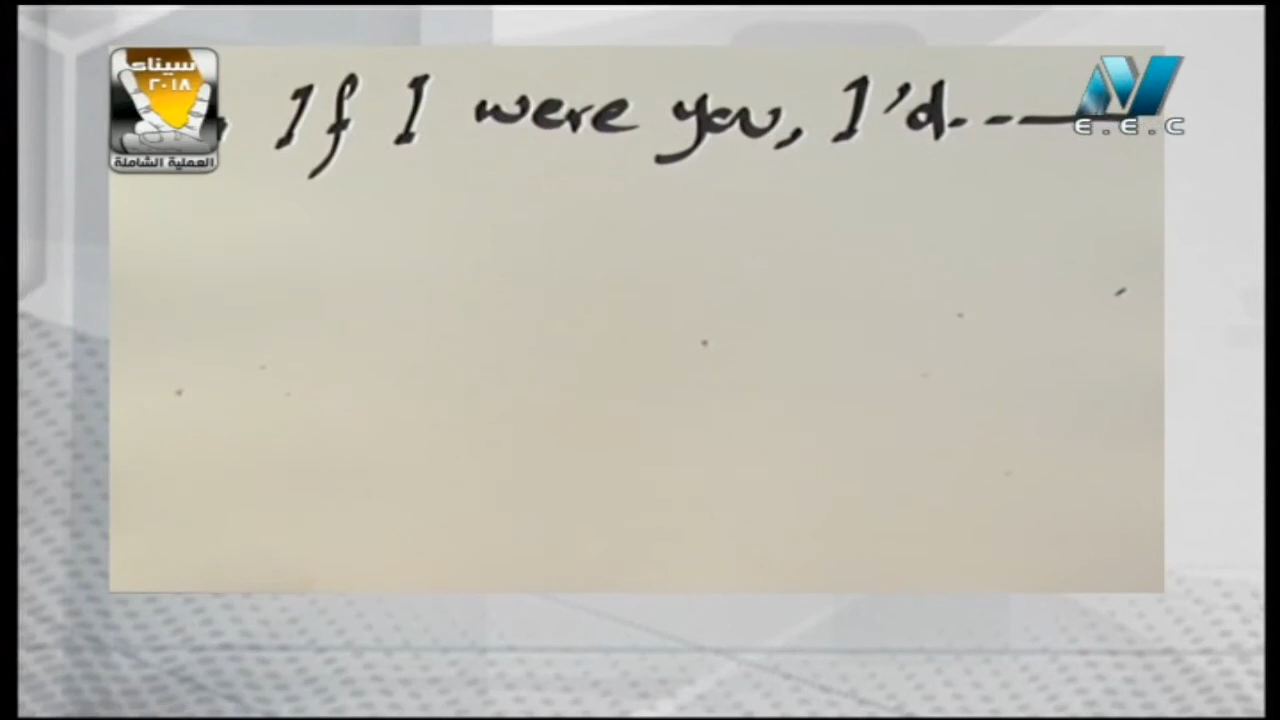 سيناء
٢٠١٨
العملية الشاملة
If I were you, I'd.----
E.E.C